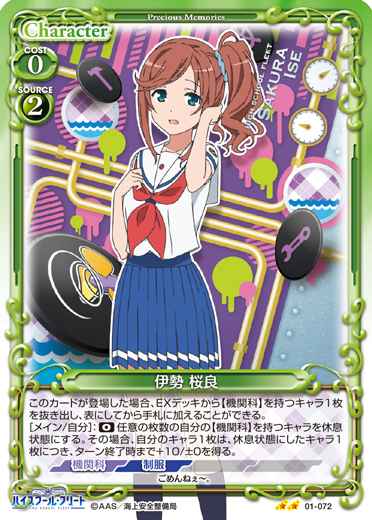 Precious Memories
Character
COST
0
SOURCE
2
HIGH SCHOOL FLEET
SAKURA
ISE
伊勢 桜良
このカードが登場した場合、EXデッキから【機関科】を持つキャラ1枚
を抜き出し、表にしてから手札に加えることができる。
[メイン/自分]:0 任意の枚数の自分の【機関科】を持つキャラを休息
状態にする。その場合、自分のキャラ1枚は、休息状態にしたキャラ1
枚につき、ターン終了時まで+10/±0を得る。
機関科 制服
ごめんねぇ〜。
ハイスクール・フリート
HIGH SCHOOL FLEET
©AAS/海上安全整備局
01-072